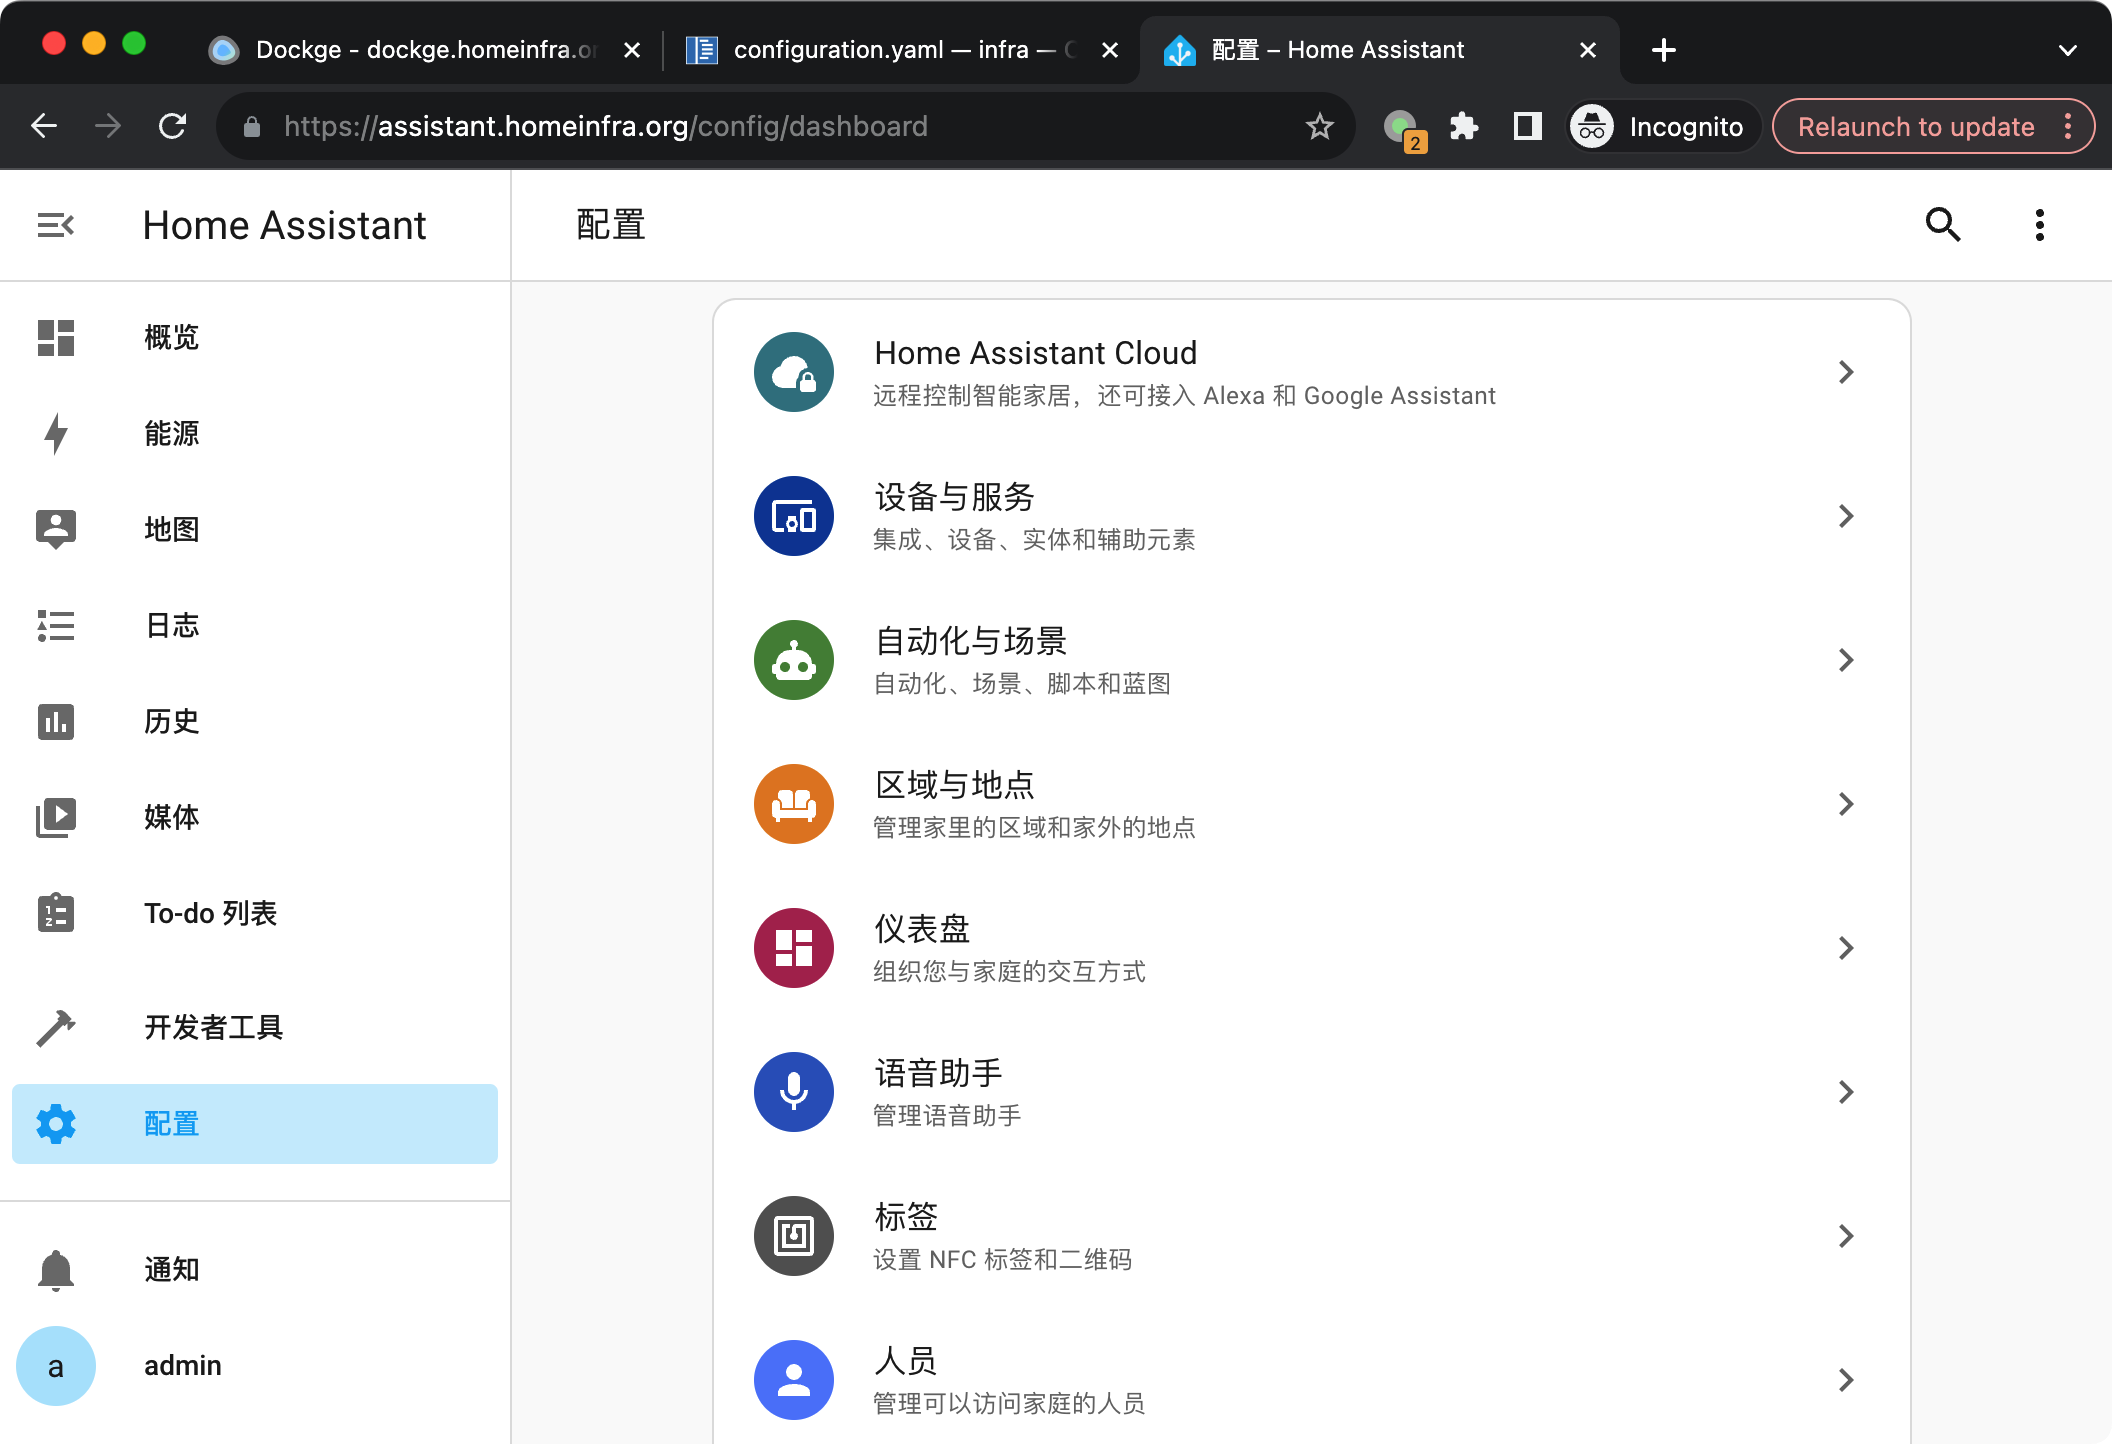 Dockge - dockge.homeinfra.or
configuration.yaml — infra —
配置 – Home Assistant
https://assistant.homeinfra.org/config/dashboard
2
Incognito
Relaunch to update
Home Assistant
配置
概览
能源
地图
日志
历史
媒体
To-do 列表
开发者工具
配置
通知
a
admin
Home Assistant Cloud
远程控制智能家居，还可接入 Alexa 和 Google Assistant
设备与服务
集成、设备、实体和辅助元素
自动化与场景
自动化、场景、脚本和蓝图
区域与地点
管理家里的区域和家外的地点
仪表盘
组织您与家庭的交互方式
语音助手
管理语音助手
标签
设置 NFC 标签和二维码
人员
管理可以访问家庭的人员